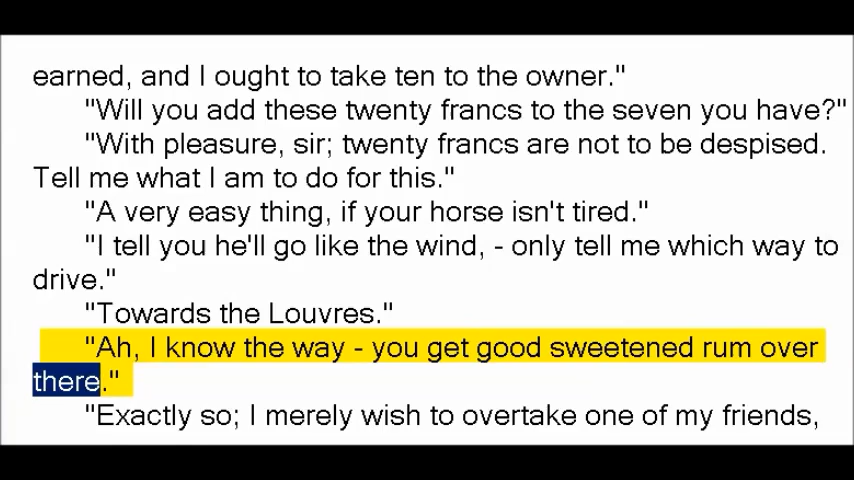 earned, and I ought to take ten to the owner."
"Will you add these twenty francs to the seven you have?"
"With pleasure, sir; twenty francs are not to be despised.
Tell me what I am to do for this."
"A very easy thing, if your horse isn't tired."
"I tell you he'll go like the wind, - only tell me which way to
drive."
"Towards the Louvres."
"Ah, I know the way - you get good sweetened rum over
there."
"Exactly so; I merely wish to overtake one of my friends,